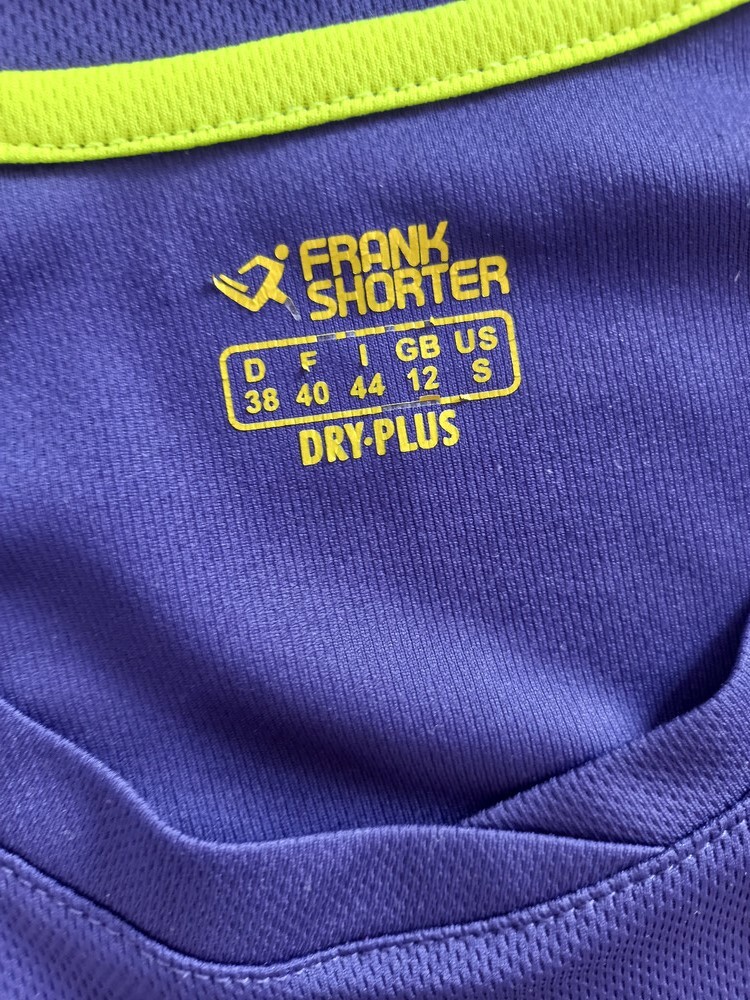 FRANK
SHORTER
D F I GB US
38 40 44 12 S
DRY·PLUS